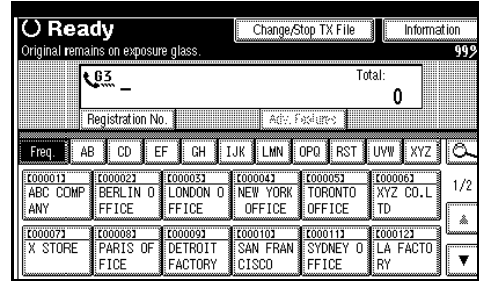 Ready
Change/Stop TX File
Information
Original remains on exposure glass.
99%
G3
Total:
0
Registration No.
Adv. Features
Freq.
AB
CD
EF
GH
IJK
LMN
OPQ
RST
UVW
XYZ
[00001]
ABC COMP
ANY
[00002]
BERLIN O
FFICE
[00003]
LONDON O
FFICE
[00004]
NEW YORK
OFFICE
[00005]
TORONTO
OFFICE
[00006]
XYZ CO.L
TD
1/2
[00007]
X STORE
[00008]
PARIS OF
FICE
[00009]
DETROIT
FACTORY
[00010]
SAN FRAN
CISCO
[00011]
SYDNEY O
FFICE
[00012]
LA FACTO
RY